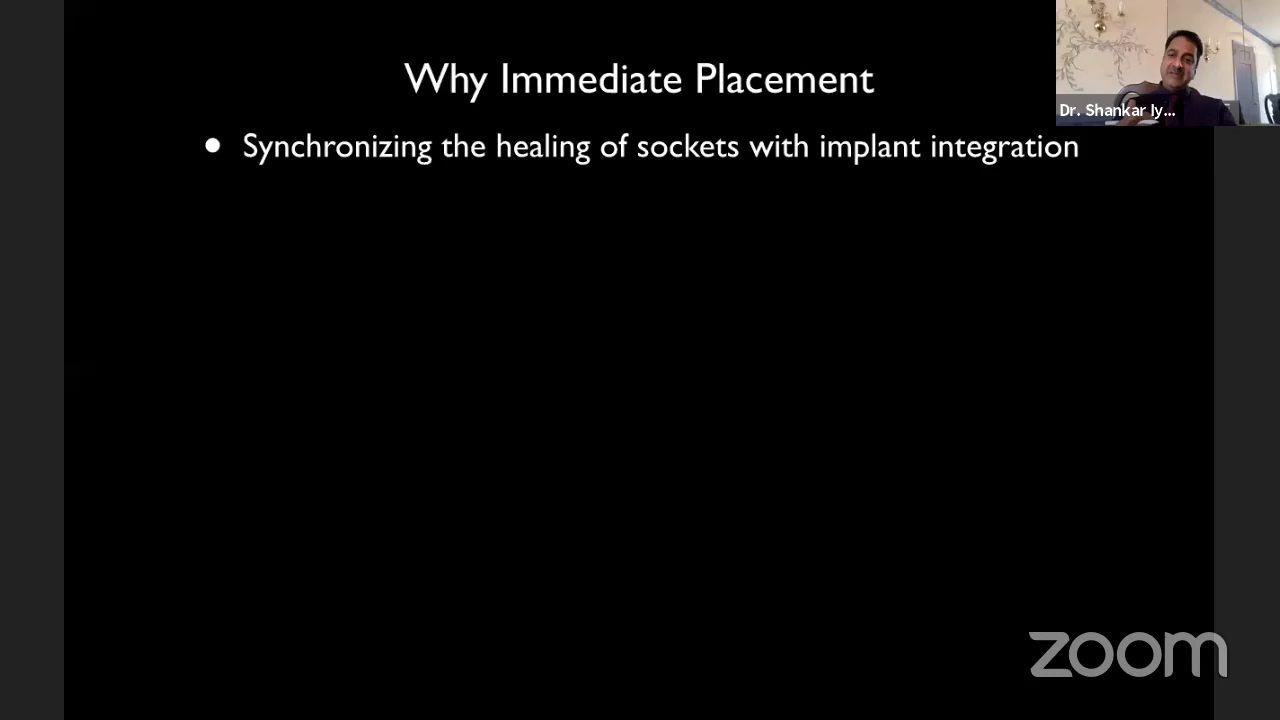 Why Immediate Placement
Dr. Shankar Iy...
● Synchronizing the healing of sockets with implant integration
zoom